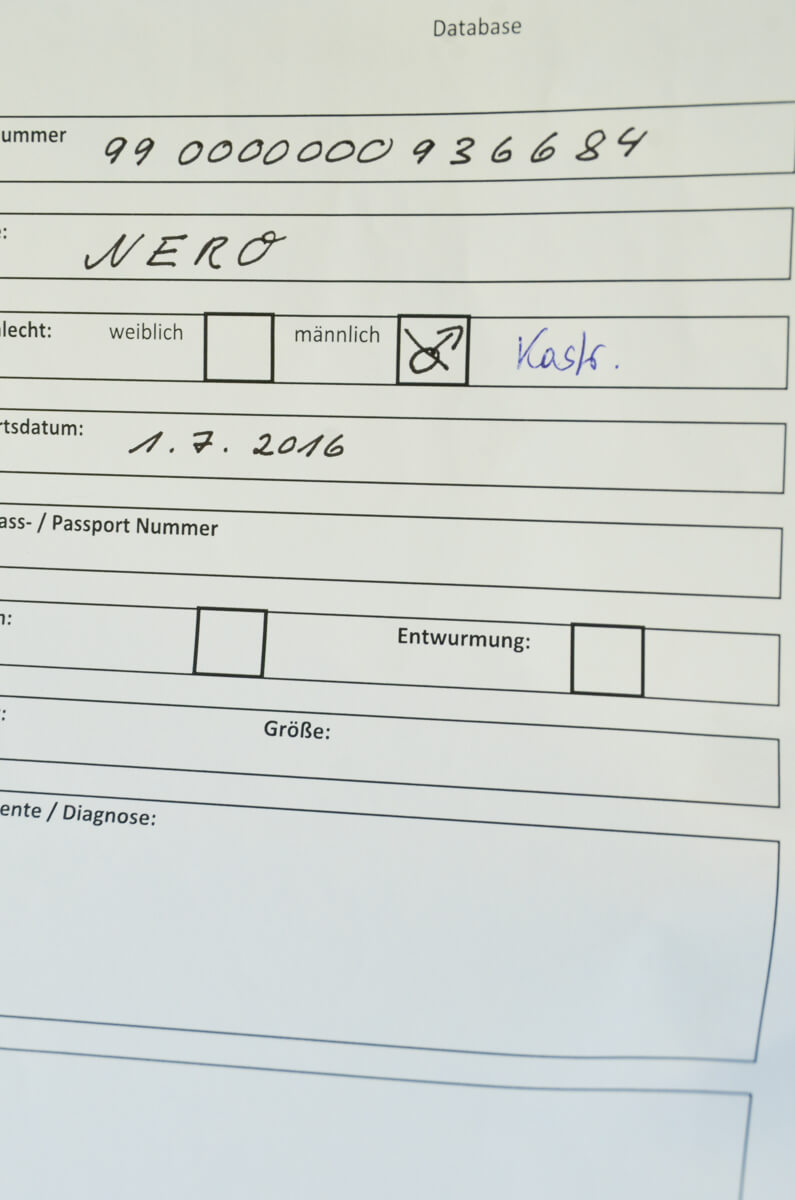 Database
ummer 99 0000000 936684
: NERO
lecht: weiblich männlich Kastr.
rtsdatum: 1.7.2016
ass- / Passport Nummer
n: Entwurmung:
: Größe:
ente / Diagnose: